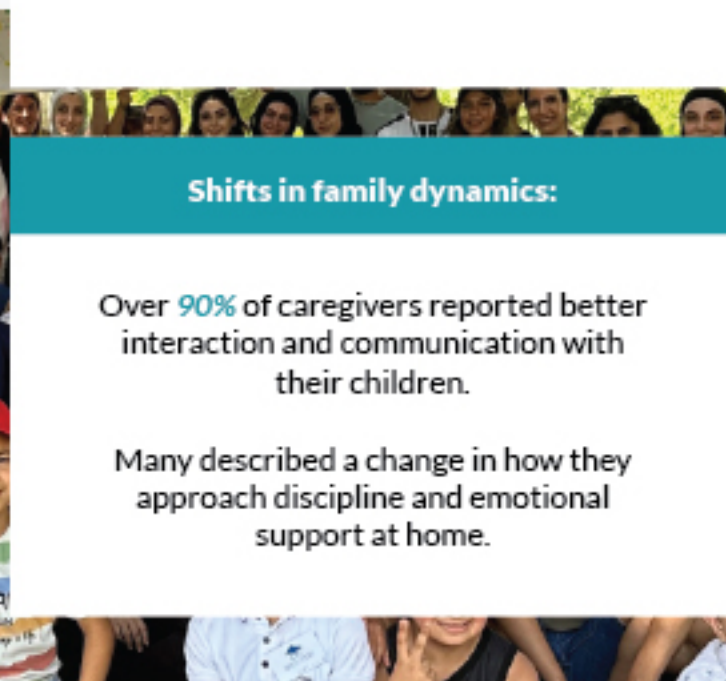 Shifts in family dynamics:
Over 90% of caregivers reported better
interaction and communication with
their children.
Many described a change in how they
approach discipline and emotional
support at home.